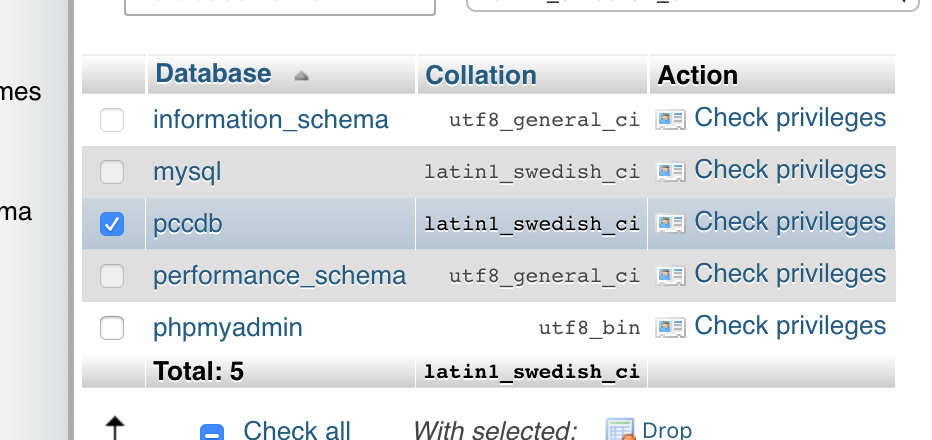 Database Collation Action
mes
information_schema utf8_general_ci Check privileges
mysql latin1_swedish_ci Check privileges
ma
pccdb latin1_swedish_ci Check privileges
performance_schema utf8_general_ci Check privileges
phpmyadmin utf8_bin Check privileges
Total: 5 latin1_swedish_ci
Check all With selected: Drop